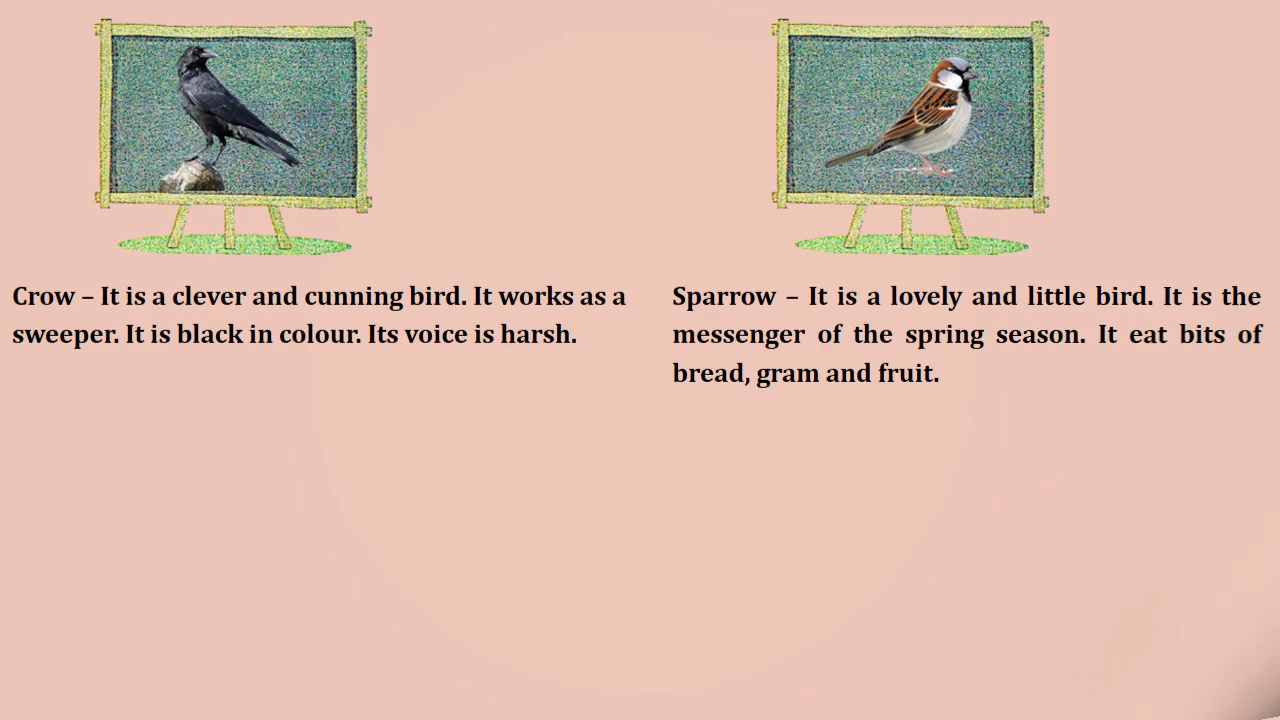 Crow – It is a clever and cunning bird. It works as a
sweeper. It is black in colour. Its voice is harsh.
Sparrow – It is a lovely and little bird. It is the
messenger of the spring season. It eat bits of
bread, gram and fruit.